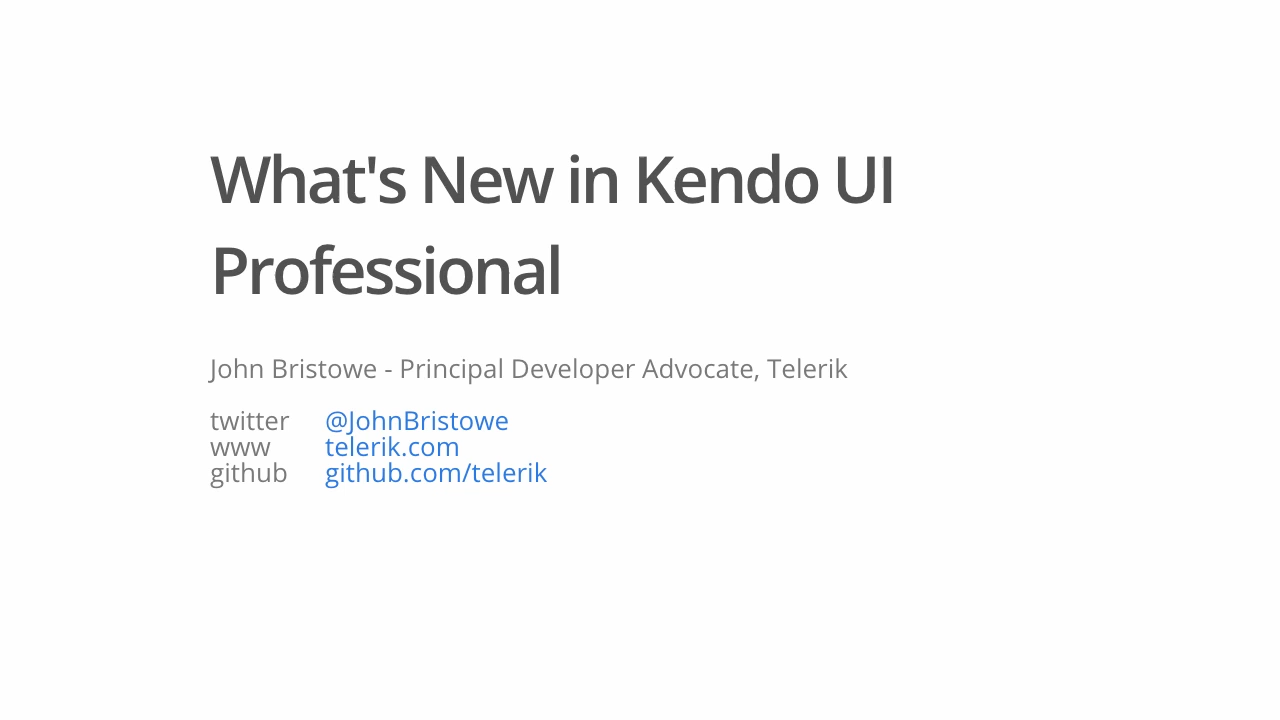 What's New in Kendo UI
Professional
John Bristowe - Principal Developer Advocate, Telerik
twitter @JohnBristowe
www telerik.com
github github.com/telerik